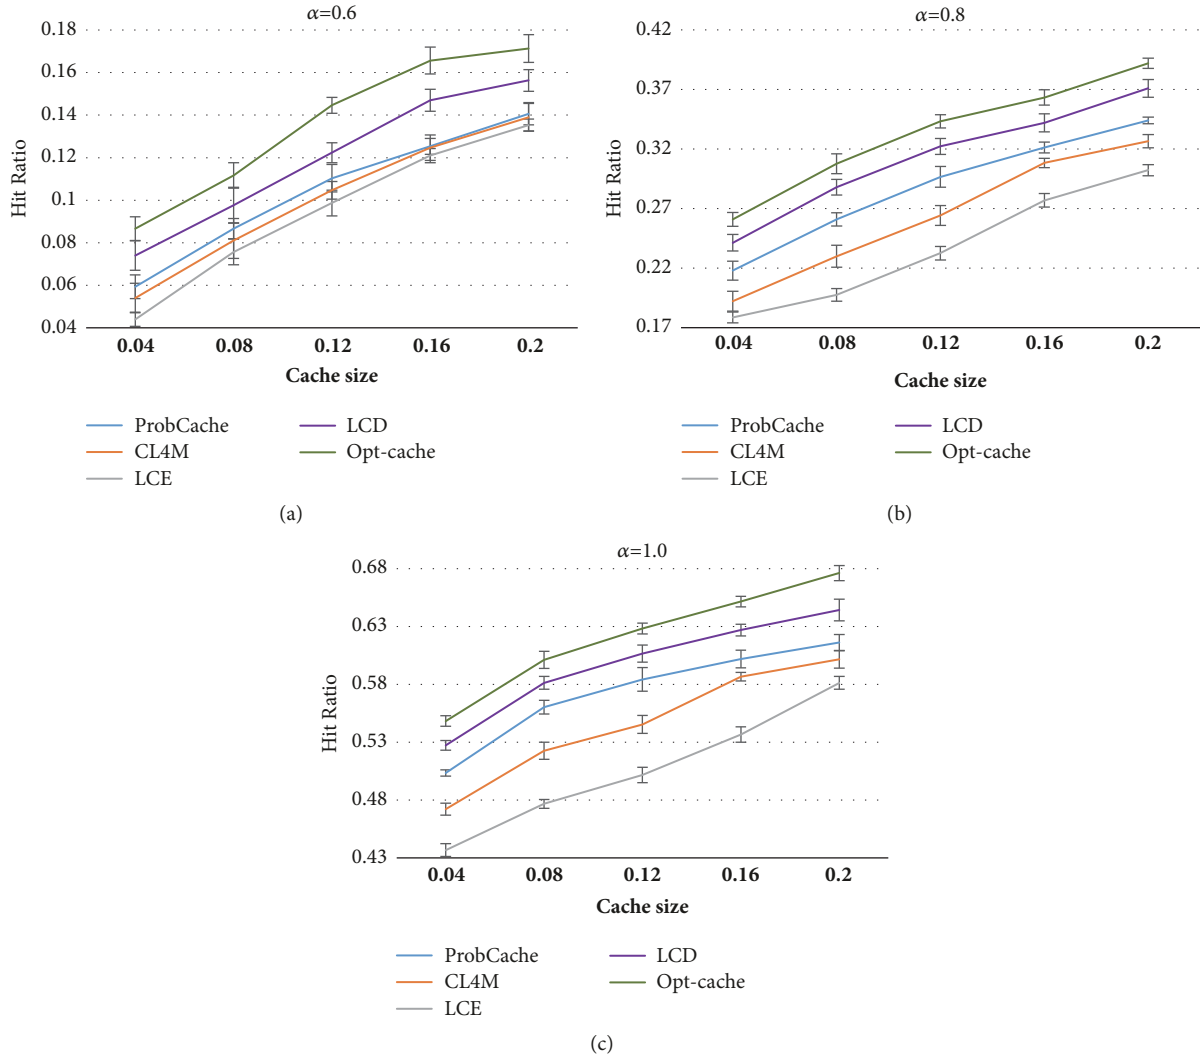 α=0.6
0.18
0.16
0.14
0.12
0.1
0.08
0.06
0.04
Hit Ratio
0.04 0.08 0.12 0.16 0.2
Cache size
ProbCache LCD
CL4M Opt-cache
LCE
(a)
α=0.8
0.42
0.37
0.32
0.27
0.22
0.17
Hit Ratio
0.04 0.08 0.12 0.16 0.2
Cache size
ProbCache LCD
CL4M Opt-cache
LCE
(b)
α=1.0
0.68
0.63
0.58
0.53
0.48
0.43
Hit Ratio
0.04 0.08 0.12 0.16 0.2
Cache size
ProbCache LCD
CL4M Opt-cache
LCE
(c)